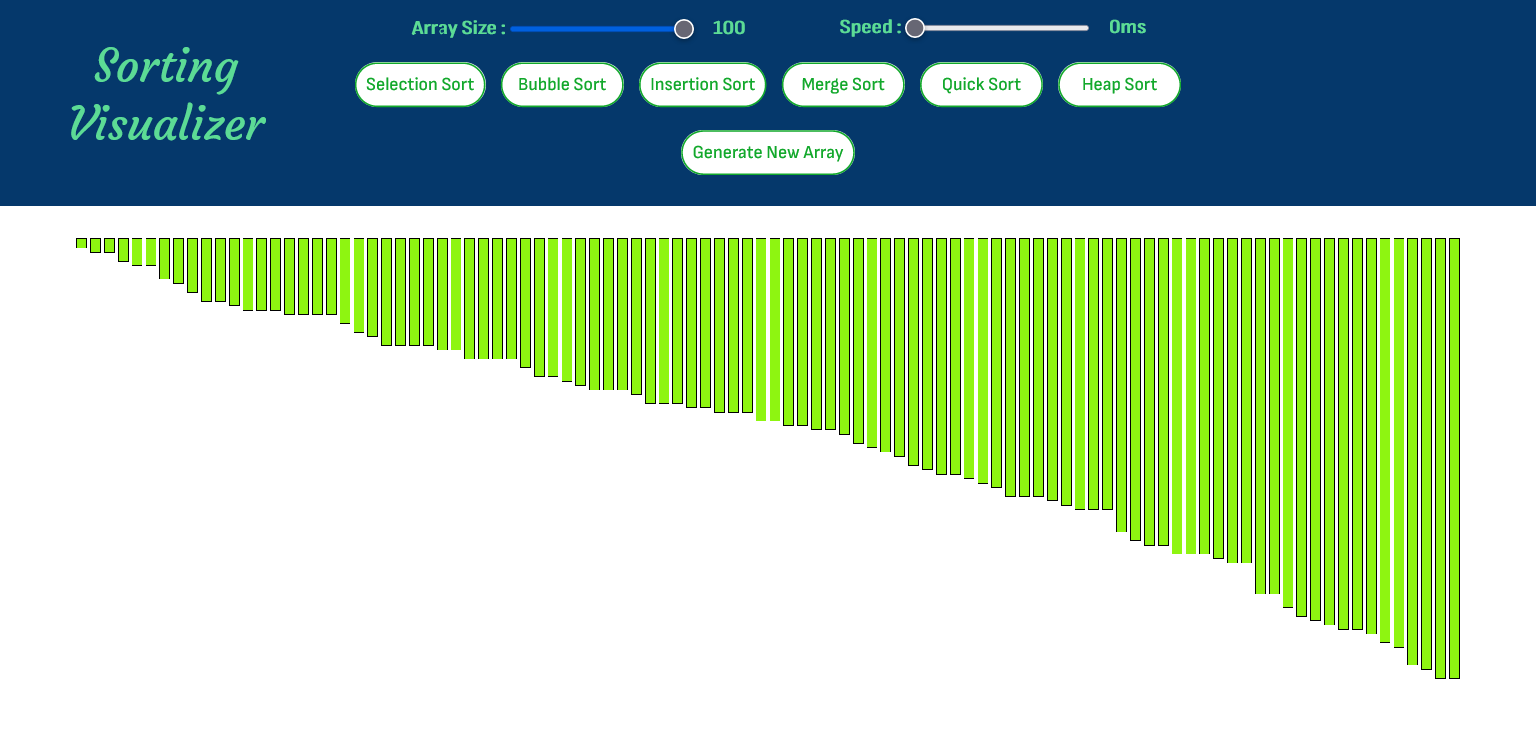 Array Size : 100 Speed : 0ms
Sorting
Visualizer
Selection Sort Bubble Sort Insertion Sort Merge Sort Quick Sort Heap Sort
Generate New Array